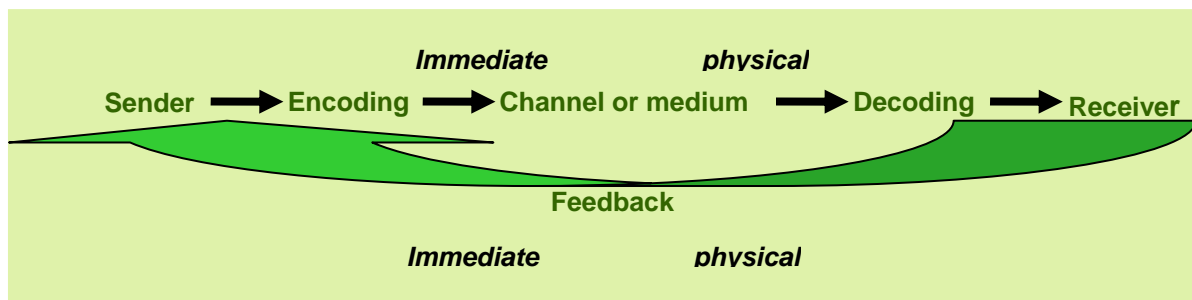 Immediate physical
Sender Encoding Channel or medium Decoding Receiver
Feedback
Immediate physical